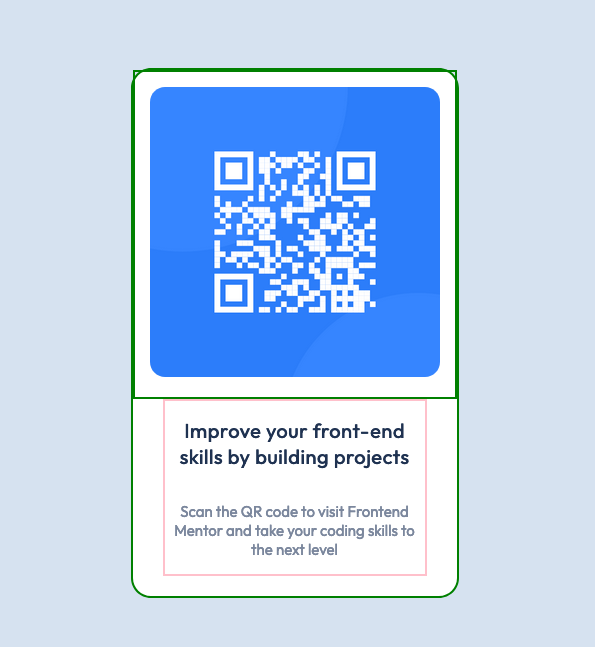 Improve your front-end
skills by building projects
Scan the QR code to visit Frontend
Mentor and take your coding skills to
the next level